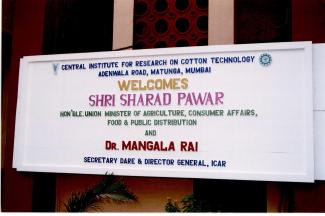 CENTRAL INSTITUTE FOR RESEARCH ON COTTON TECHNOLOGY
ADENWALA ROAD, MATUNGA, MUMBAI
WELCOMES
SHRI SHARAD PAWAR
HON'BLE. UNION MINISTER OF AGRICULTURE, CONSUMER AFFAIRS,
FOOD & PUBLIC DISTRIBUTION
AND
DR. MANGALA RAI
SECRETARY DARE & DIRECTOR GENERAL, ICAR